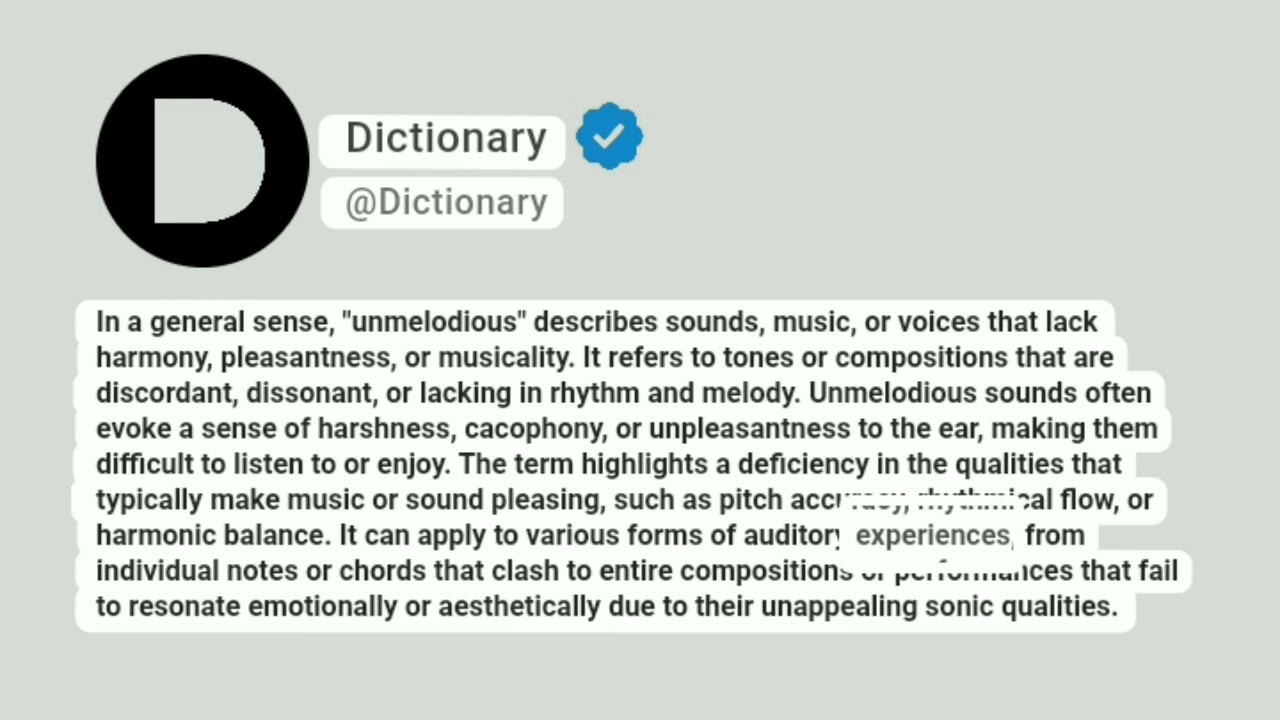 Dictionary
@Dictionary
In a general sense, "unmelodious" describes sounds, music, or voices that lack
harmony, pleasantness, or musicality. It refers to tones or compositions that are
discordant, dissonant, or lacking in rhythm and melody. Unmelodious sounds often
evoke a sense of harshness, cacophony, or unpleasantness to the ear, making them
difficult to listen to or enjoy. The term highlights a deficiency in the qualities that
typically make music or sound pleasing, such as pitch accuracy, rhythmical flow, or
harmonic balance. It can apply to various forms of auditory experiences, from
individual notes or chords that clash to entire compositions or performances that fail
to resonate emotionally or aesthetically due to their unappealing sonic qualities.